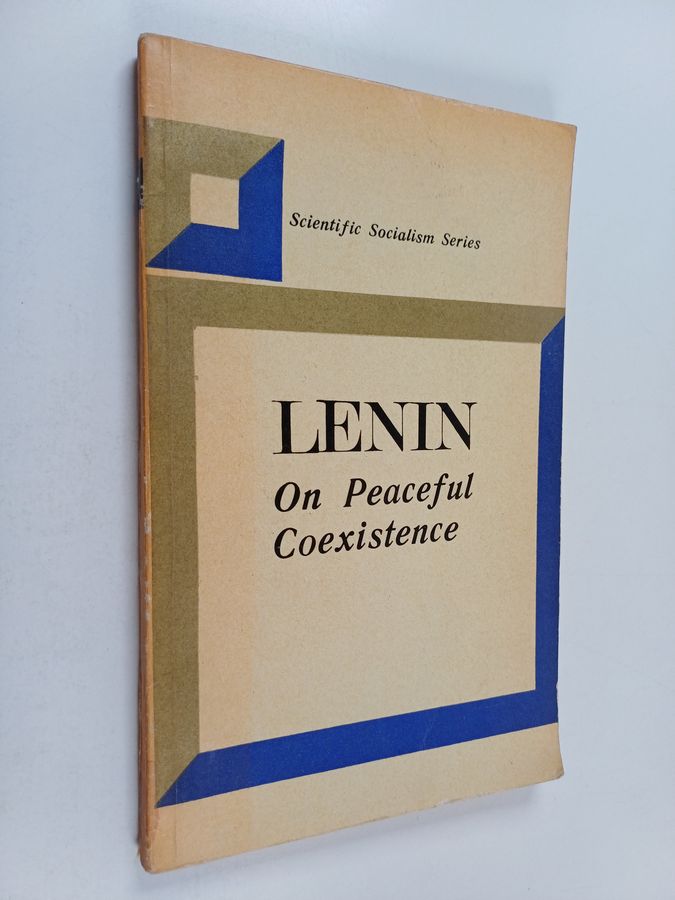 Scientific Socialism Series
LENIN
On Peaceful
Coexistence